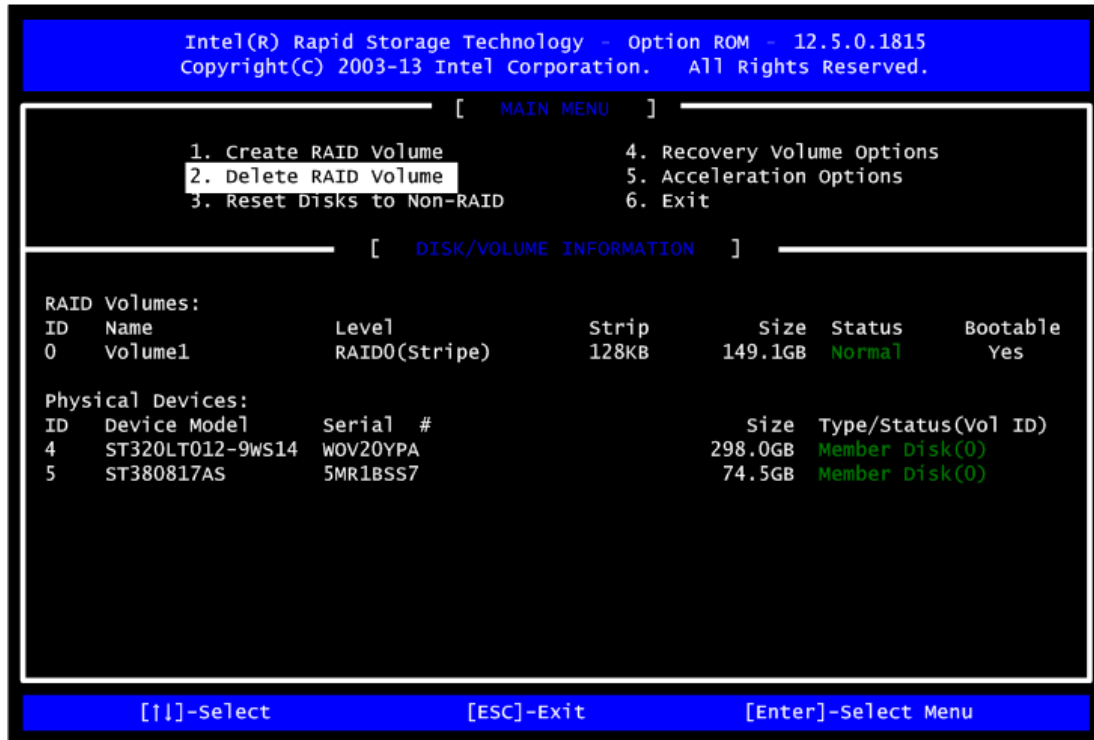 Intel(R) Rapid Storage Technology - Option ROM - 12.5.0.1815
Copyright(C) 2003-13 Intel Corporation. All Rights Reserved.
[ MAIN MENU ]
1. Create RAID Volume 4. Recovery Volume Options
2. Delete RAID Volume 5. Acceleration Options
3. Reset Disks to Non-RAID 6. Exit
[ DISK/VOLUME INFORMATION ]
RAID Volumes:
ID Name Level Strip Size Status Bootable
0 Volume1 RAID0(Stripe) 128KB 149.1GB Normal Yes
Physical Devices:
ID Device Model Serial # Size Type/Status(Vol ID)
4 ST320LT012-9WS14 WOV20YPA 298.0GB Member Disk(0)
5 ST380817AS 5MR1BSS7 74.5GB Member Disk(0)
[↑↓]-Select [ESC]-Exit [Enter]-Select Menu